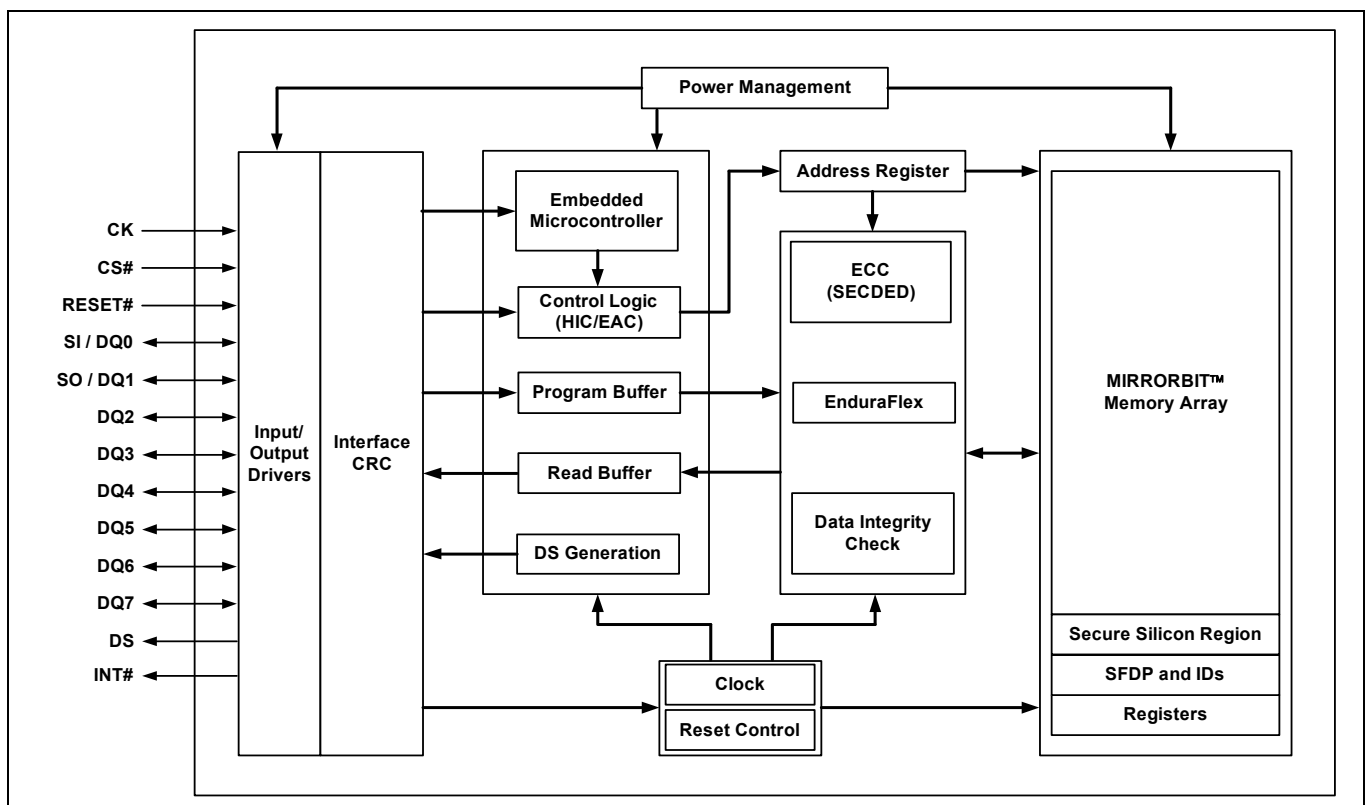 Power Management
CK
CS#
RESET#
SI / DQ0
SO / DQ1
DQ2
DQ3
DQ4
DQ5
DQ6
DQ7
DS
INT#
Input/
Output
Drivers
Interface
CRC
Embedded
Microcontroller
Control Logic
(HIC/EAC)
Program Buffer
Read Buffer
DS Generation
Address Register
ECC
(SECDED)
EnduraFlex
Data Integrity
Check
Clock
Reset Control
MIRRORBIT™
Memory Array
Secure Silicon Region
SFDP and IDs
Registers